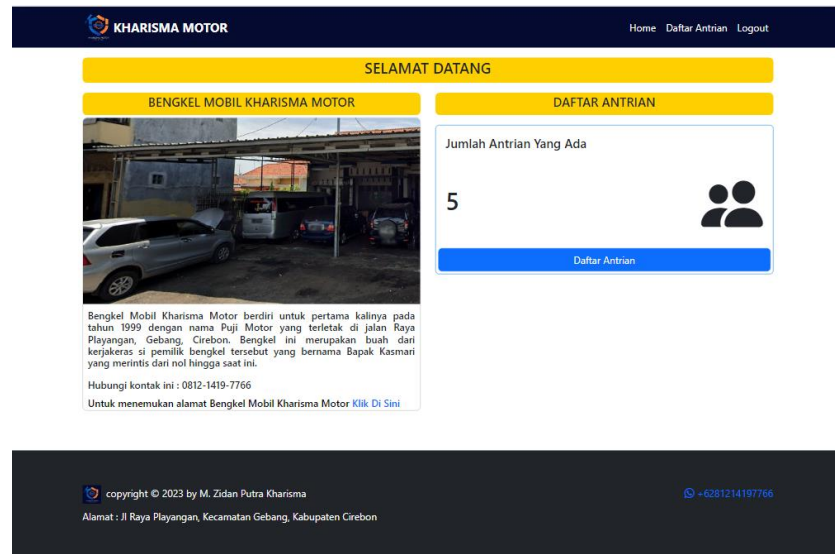 KHARISMA MOTOR
Home Daftar Antrian Logout
SELAMAT DATANG
BENGKEL MOBIL KHARISMA MOTOR
Bengkel Mobil Kharisma Motor berdiri untuk pertama kalinya pada
tahun 1999 dengan nama Puji Motor yang terletak di jalan Raya
Playangan, Gebang, Cirebon. Bengkel ini merupakan buah dari
kerjakeras si pemilik bengkel tersebut yang bernama Bapak Kasmari
yang merintis dari nol hingga saat ini.
Hubungi kontak ini : 0812-1419-7766
Untuk menemukan alamat Bengkel Mobil Kharisma Motor Klik Di Sini
DAFTAR ANTRIAN
Jumlah Antrian Yang Ada
5
Daftar Antrian
copyright © 2023 by M. Zidan Putra Kharisma
Alamat : Jl Raya Playangan, Kecamatan Gebang, Kabupaten Cirebon
+6281214197766